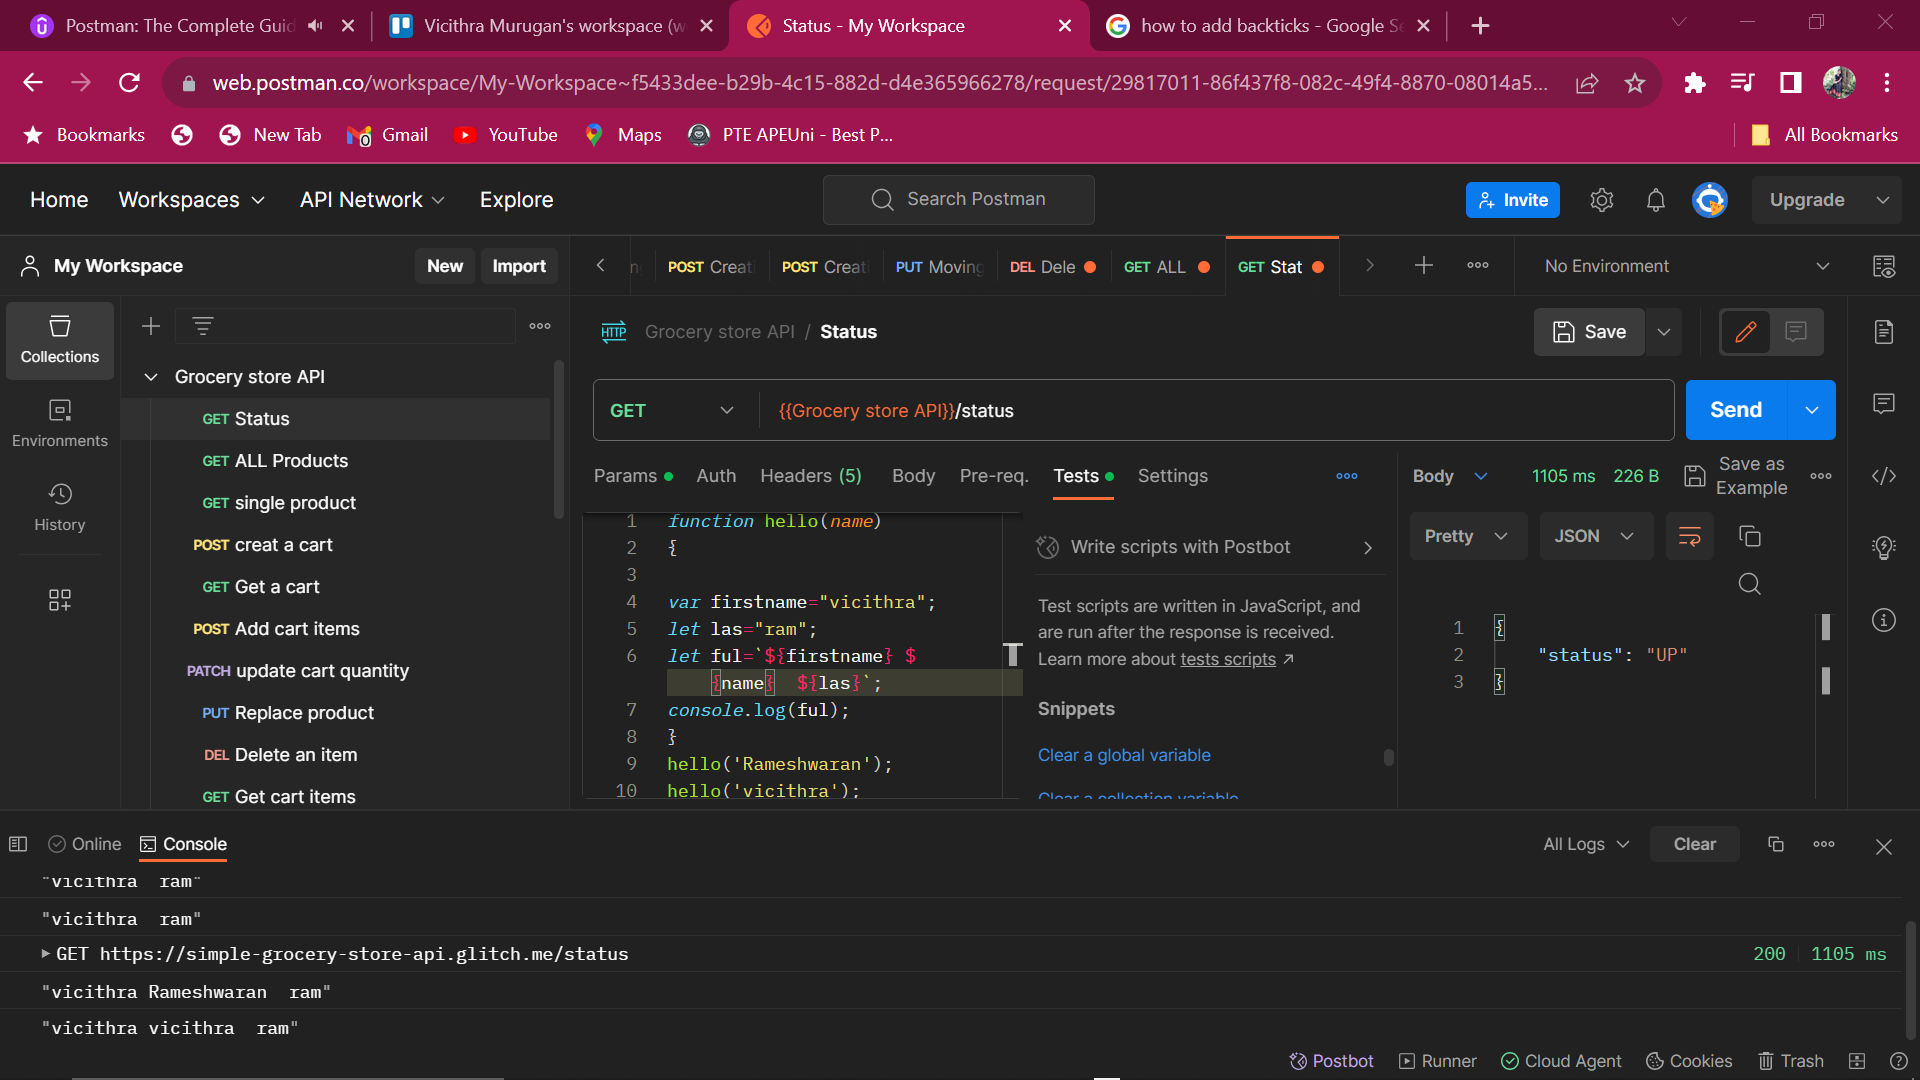 Postman: The Complete Guid
Vicithra Murugan's workspace (w
Status - My Workspace
how to add backticks - Google Se
web.postman.co/workspace/My-Workspace~f5433dee-b29b-4c15-882d-d4e365966278/request/29817011-86f437f8-082c-49f4-8870-08014a5...
Bookmarks
New Tab
Gmail
YouTube
Maps
PTE APEUni - Best P...
All Bookmarks
Home
Workspaces
API Network
Explore
Search Postman
Invite
Upgrade
My Workspace
New
Import
POST Creati
POST Creati
PUT Moving
DEL Dele
GET ALL
GET Stat
No Environment
Collections
Environments
History
Grocery store API
GET Status
GET ALL Products
GET single product
POST creat a cart
GET Get a cart
POST Add cart items
PATCH update cart quantity
PUT Replace product
DEL Delete an item
GET Get cart items
HTTP Grocery store API / Status
Save
GET
{{Grocery store API}}/status
Send
Params
Auth
Headers (5)
Body
Pre-req.
Tests
Settings
1 function hello(name)
2 {
3
4 var firstname="vicithra";
5 let las="ram";
6 let ful=`${firstname} $
{name}  ${las}`;
7 console.log(ful);
8 }
9 hello('Rameshwaran');
10 hello('vicithra');
Write scripts with Postbot
Test scripts are written in JavaScript, and
are run after the response is received.
Learn more about tests scripts ↗
Snippets
Clear a global variable
Clear a collection variable
Body
1105 ms
226 B
Save as
Example
Pretty
JSON
1 {
2 "status": "UP"
3 }
Online
Console
All Logs
Clear
"vicithra  ram"
"vicithra  ram"
GET https://simple-grocery-store-api.glitch.me/status
200
1105 ms
"vicithra Rameshwaran  ram"
"vicithra vicithra  ram"
Postbot
Runner
Cloud Agent
Cookies
Trash